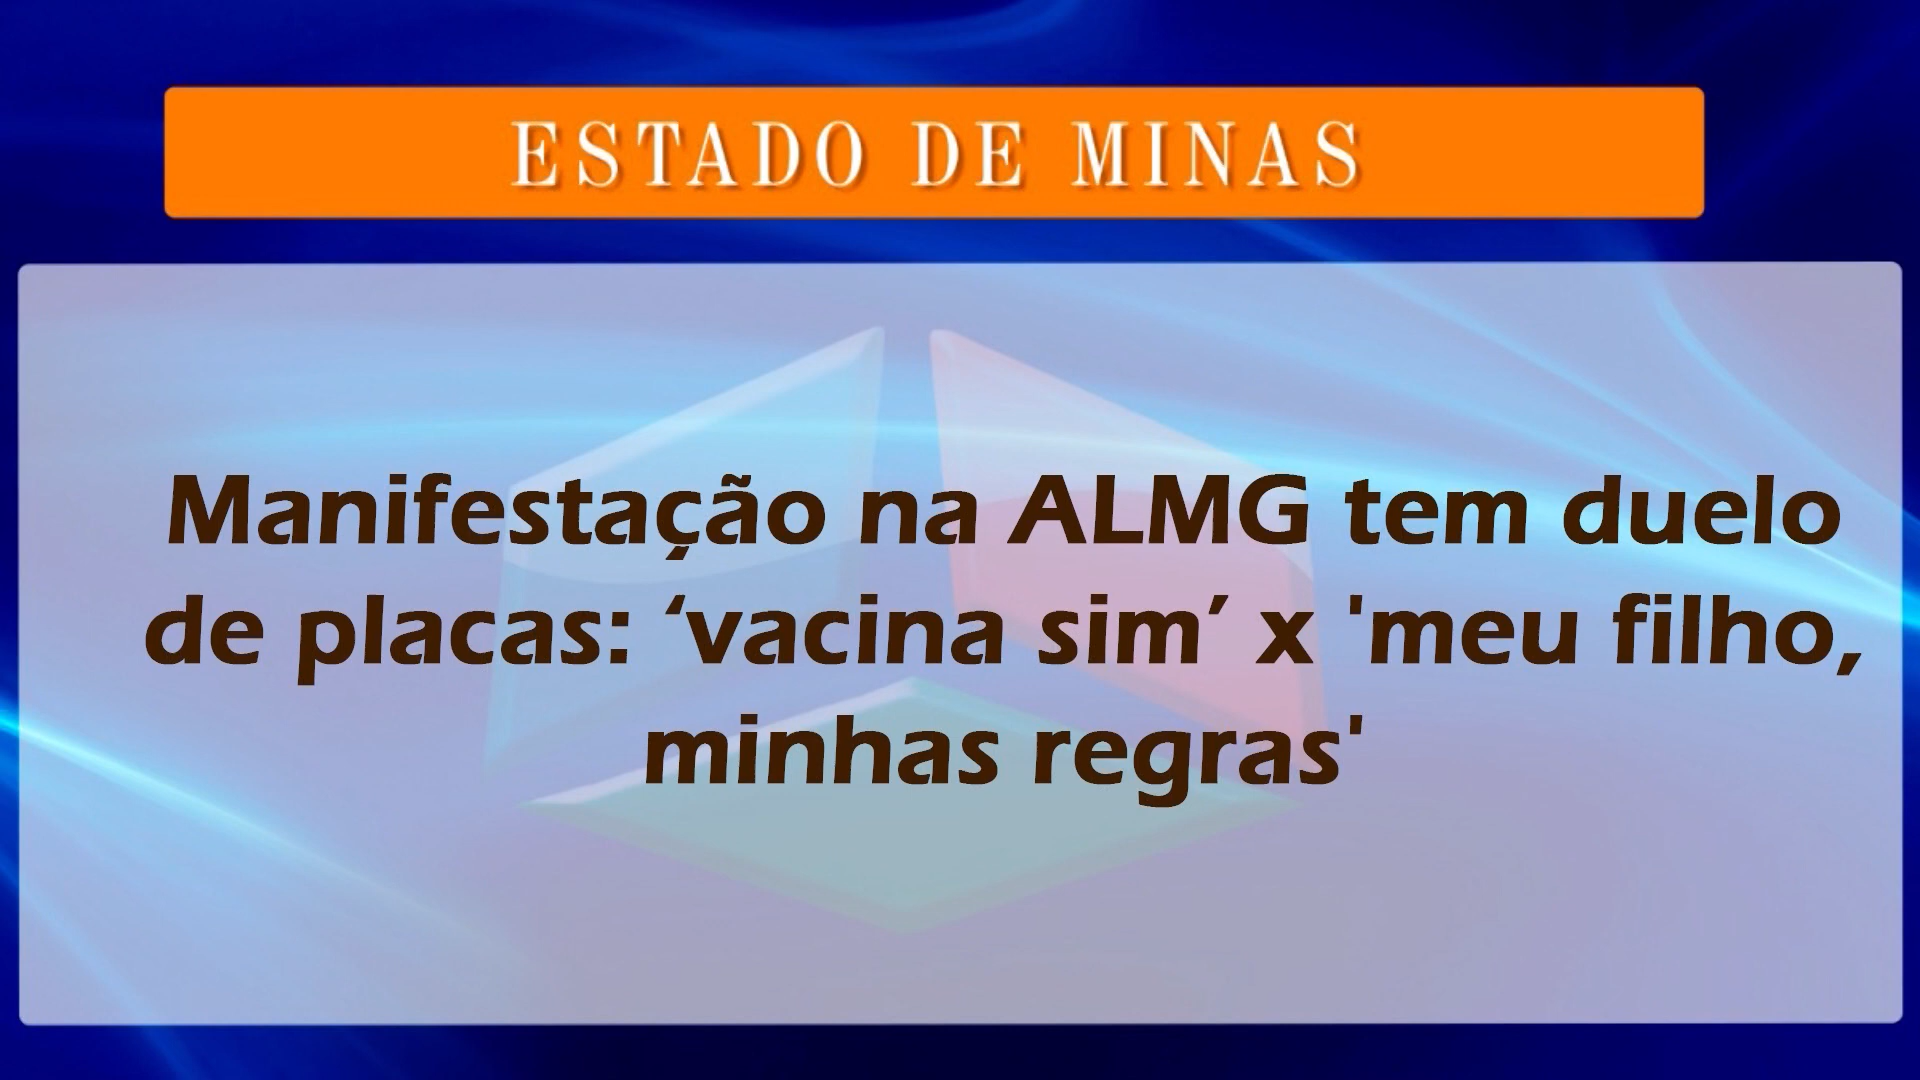 ESTADO DE MINAS
Manifestação na ALMG tem duelo
de placas: ‘vacina sim’ x 'meu filho,
minhas regras'